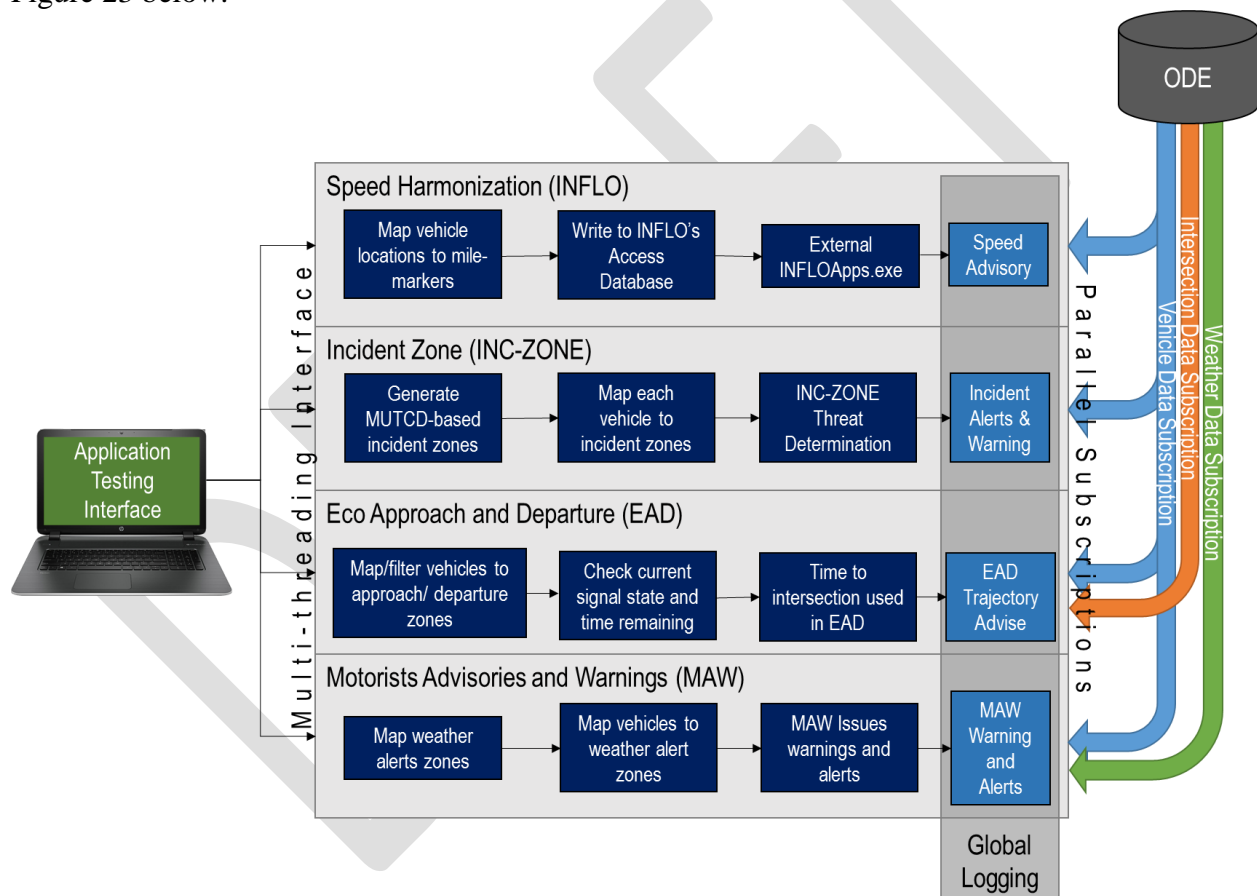 Figure 23 below.
ODE
Speed Harmonization (INFLO)
Map vehicle
locations to mile-
markers
Write to INFLO's
Access
Database
External
INFLOApps.exe
Speed
Advisory
Incident Zone (INC-ZONE)
Generate
MUTCD-based
incident zones
Map each
vehicle to
incident zones
INC-ZONE
Threat
Determination
Incident
Alerts &
Warning
Eco Approach and Departure (EAD)
Map/filter vehicles to
approach/ departure
zones
Check current
signal state and
time remaining
Time to
intersection used
in EAD
EAD
Trajectory
Advise
Motorists Advisories and Warnings (MAW)
Map weather
alerts zones
Map vehicles to
weather alert
zones
MAW Issues
warnings and
alerts
MAW
Warning
and
Alerts
Global
Logging
Application
Testing
Interface
Multi-threading Interface
Parallel Subscriptions
Vehicle Data Subscription
Intersection Data Subscription
Weather Data Subscription